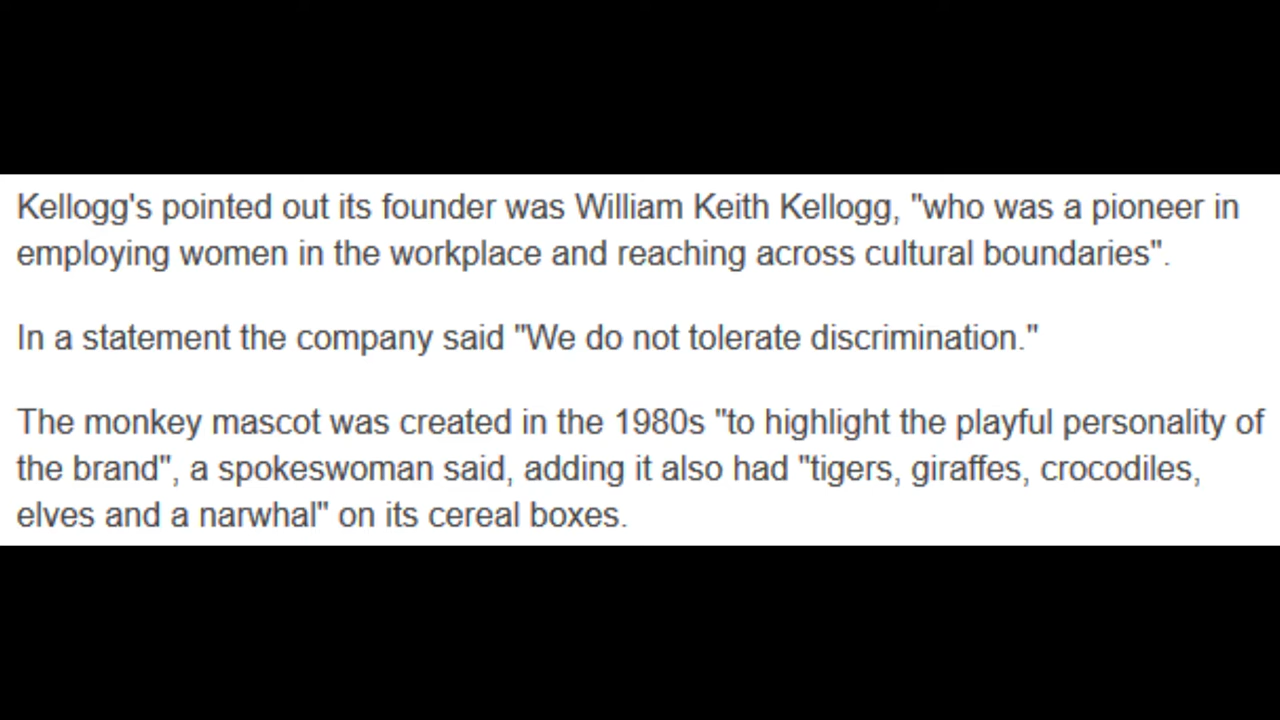 Kellogg's pointed out its founder was William Keith Kellogg, "who was a pioneer in
employing women in the workplace and reaching across cultural boundaries".
In a statement the company said "We do not tolerate discrimination."
The monkey mascot was created in the 1980s "to highlight the playful personality of
the brand", a spokeswoman said, adding it also had "tigers, giraffes, crocodiles,
elves and a narwhal" on its cereal boxes.